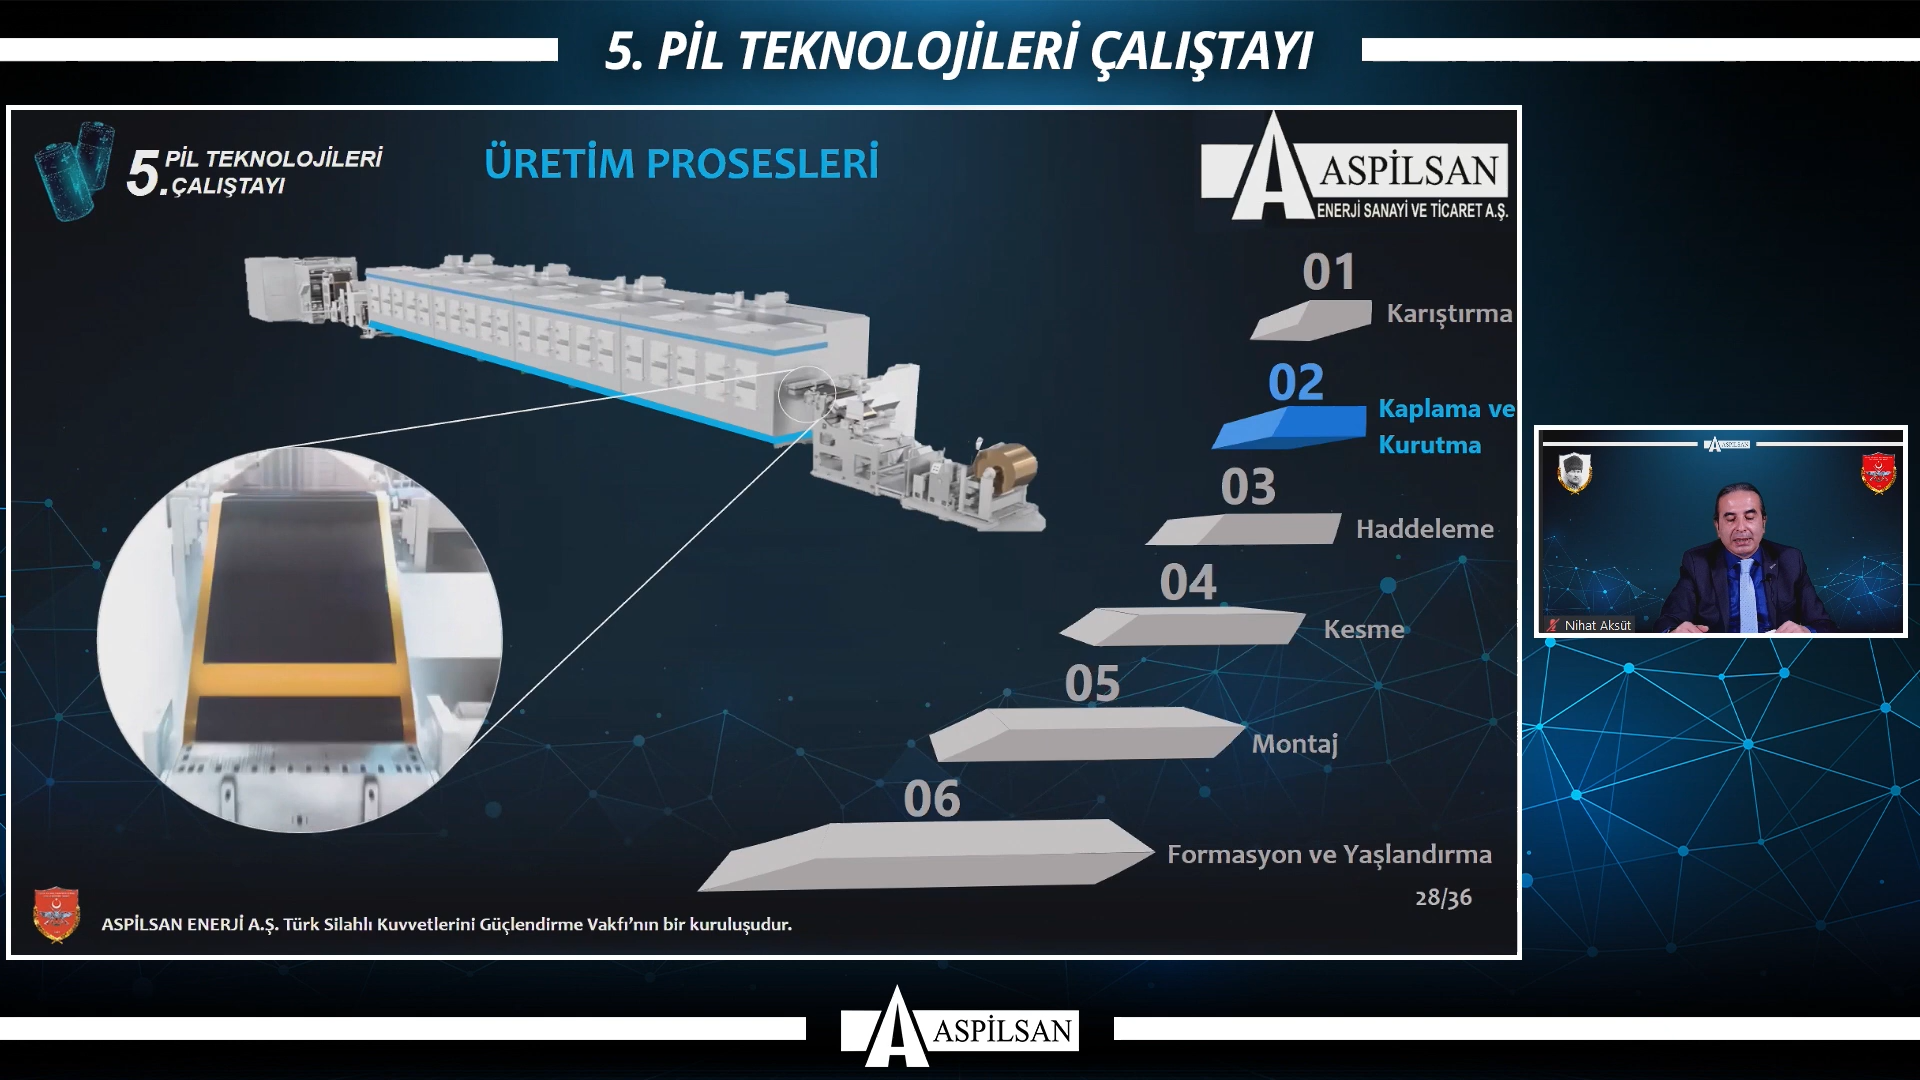 5. PİL TEKNOLOJİLERİ ÇALIŞTAYI
5. PİL TEKNOLOJİLERİ
ÇALIŞTAYI
ÜRETİM PROSESLERİ
ASPİLSAN
ENERJİ SANAYİ VE TİCARET A.Ş.
01
Karıştırma
02
Kaplama ve
Kurutma
03
Haddeleme
04
Kesme
05
Montaj
06
Formasyon ve Yaşlandırma
28/36
ASPİLSAN ENERJİ A.Ş. Türk Silahlı Kuvvetlerini Güçlendirme Vakfı’nın bir kuruluşudur.
ASPİLSAN
Nihat Aksüt
ASPİLSAN